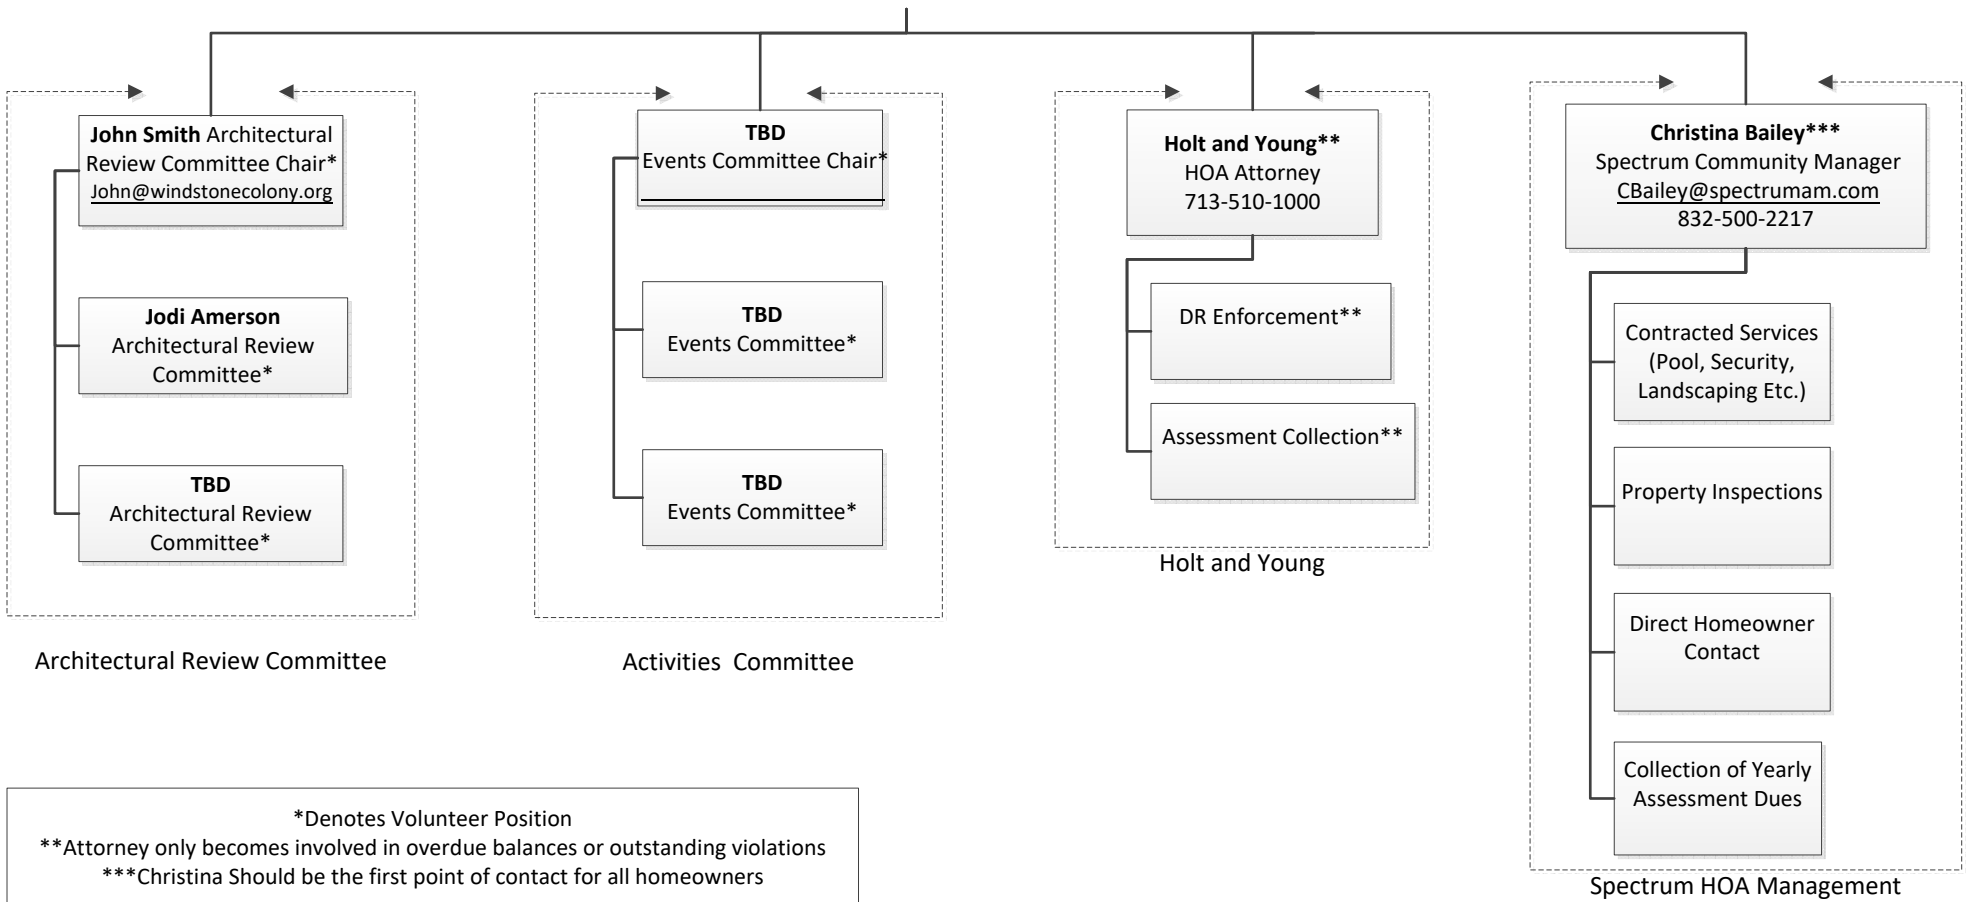 John Smith Architectural
Review Committee Chair*
John@windstonecolony.org
Jodi Amerson
Architectural Review
Committee*
TBD
Architectural Review
Committee*
Architectural Review Committee
TBD
Events Committee Chair*
TBD
Events Committee*
TBD
Events Committee*
Activities Committee
Holt and Young**
HOA Attorney
713-510-1000
DR Enforcement**
Assessment Collection**
Holt and Young
Christina Bailey***
Spectrum Community Manager
CBailey@spectrumam.com
832-500-2217
Contracted Services
(Pool, Security,
Landscaping Etc.)
Property Inspections
Direct Homeowner
Contact
Collection of Yearly
Assessment Dues
Spectrum HOA Management
*Denotes Volunteer Position
**Attorney only becomes involved in overdue balances or outstanding violations
***Christina Should be the first point of contact for all homeowners